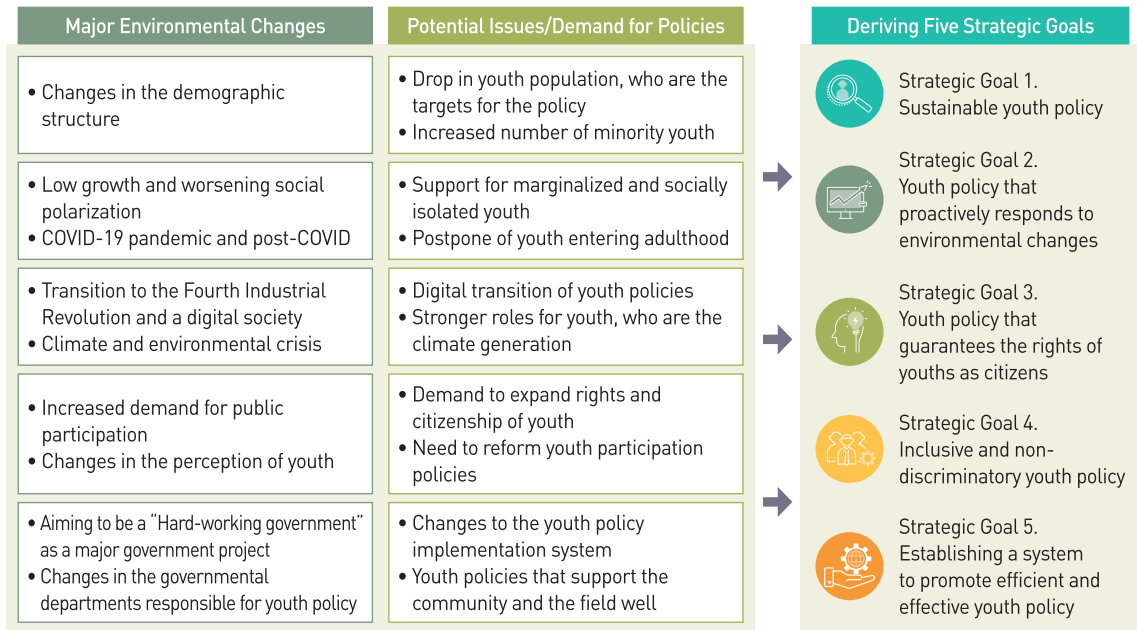 Major Environmental Changes
Potential Issues/Demand for Policies
Deriving Five Strategic Goals
• Changes in the demographic
structure
• Drop in youth population, who are the
targets for the policy
• Increased number of minority youth
• Low growth and worsening social
polarization
• COVID-19 pandemic and post-COVID
• Support for marginalized and socially
isolated youth
• Postpone of youth entering adulthood
• Transition to the Fourth Industrial
Revolution and a digital society
• Climate and environmental crisis
• Digital transition of youth policies
• Stronger roles for youth, who are the
climate generation
• Increased demand for public
participation
• Changes in the perception of youth
• Demand to expand rights and
citizenship of youth
• Need to reform youth participation
policies
• Aiming to be a “Hard-working government”
as a major government project
• Changes in the governmental
departments responsible for youth policy
• Changes to the youth policy
implementation system
• Youth policies that support the
community and the field well
Strategic Goal 1.
Sustainable youth policy
Strategic Goal 2.
Youth policy that
proactively responds to
environmental changes
Strategic Goal 3.
Youth policy that
guarantees the rights of
youths as citizens
Strategic Goal 4.
Inclusive and non-
discriminatory youth policy
Strategic Goal 5.
Establishing a system
to promote efficient and
effective youth policy